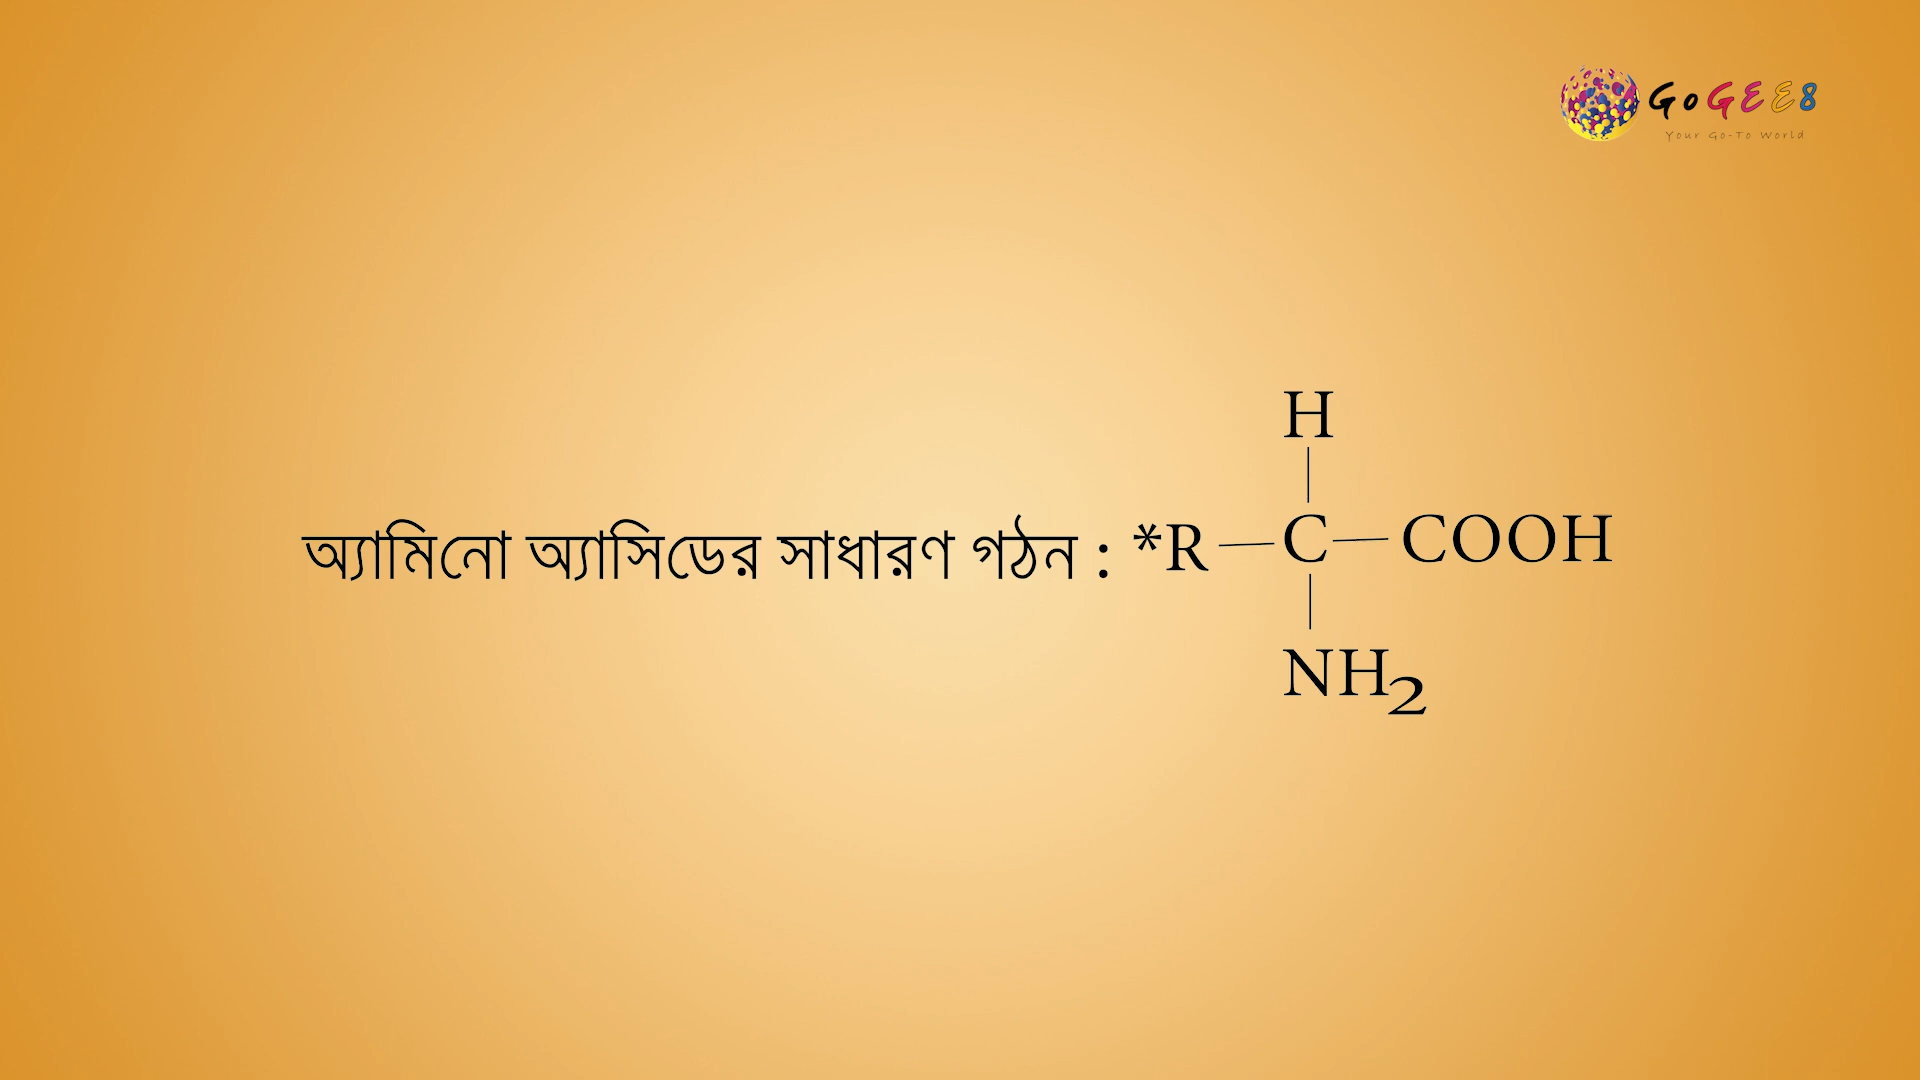 GoGEE8
Your Go-To World
H
অ্যামিনো অ্যাসিডের সাধারণ গঠন : *R — C — COOH
NH2